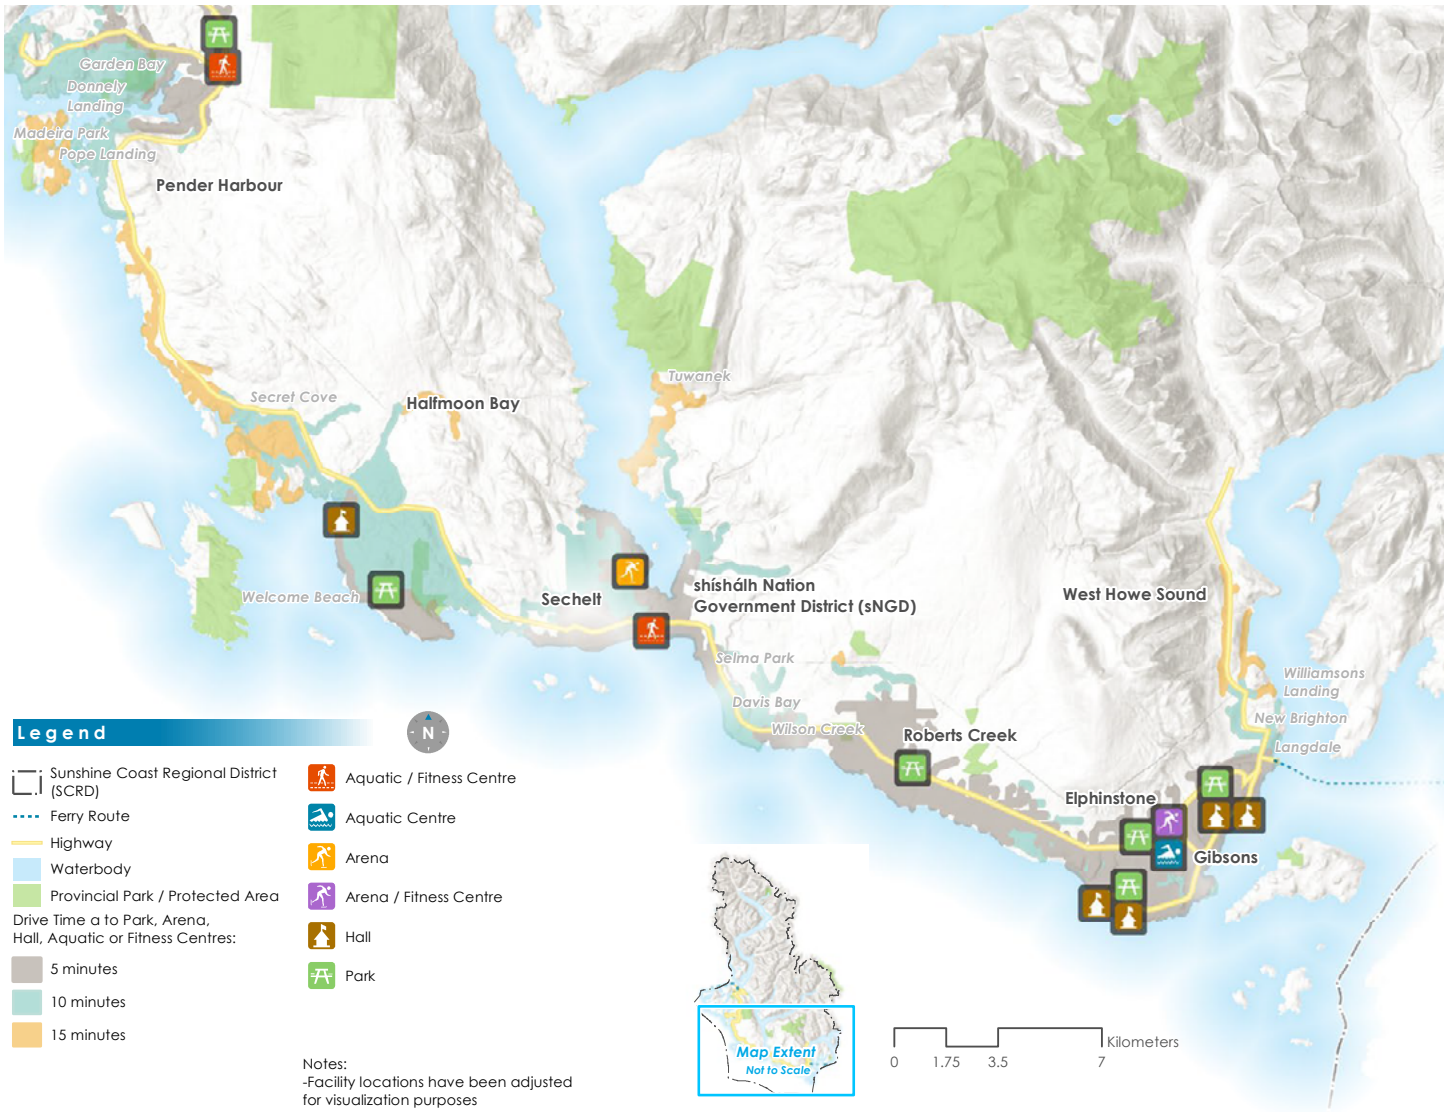 Garden Bay
Donnely
Landing
Madeira Park
Pope Landing
Pender Harbour
Secret Cove
Halfmoon Bay
Tuwanek
Welcome Beach
Sechelt
shíshálh Nation
Government District (sNGD)
West Howe Sound
Selma Park
Davis Bay
Wilson Creek
Roberts Creek
Williamsons
Landing
New Brighton
Langdale
Elphinstone
Gibsons
Legend
N
Sunshine Coast Regional District
(SCRD)
Ferry Route
Highway
Waterbody
Provincial Park / Protected Area
Drive Time a to Park, Arena,
Hall, Aquatic or Fitness Centres:
5 minutes
10 minutes
15 minutes
Aquatic / Fitness Centre
Aquatic Centre
Arena
Arena / Fitness Centre
Hall
Park
Notes:
-Facility locations have been adjusted
for visualization purposes
Map Extent
Not to Scale
Kilometers
0 1.75 3.5 7